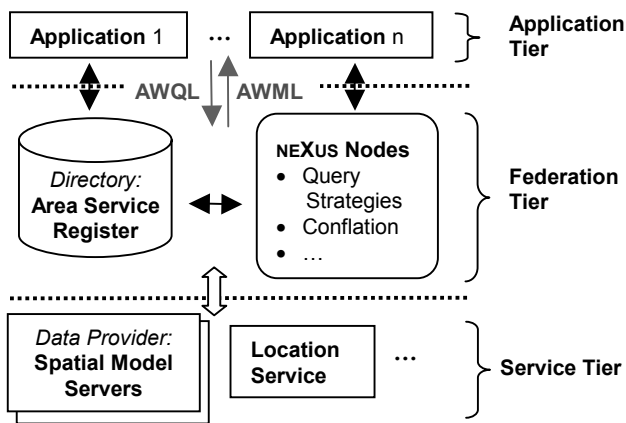 Application 1
...
Application n
Application
Tier
AWQL
AWML
Directory:
Area Service
Register
NEXUS Nodes
• Query
Strategies
• Conflation
• ...
Federation
Tier
Data Provider:
Spatial Model
Servers
Location
Service
...
Service Tier